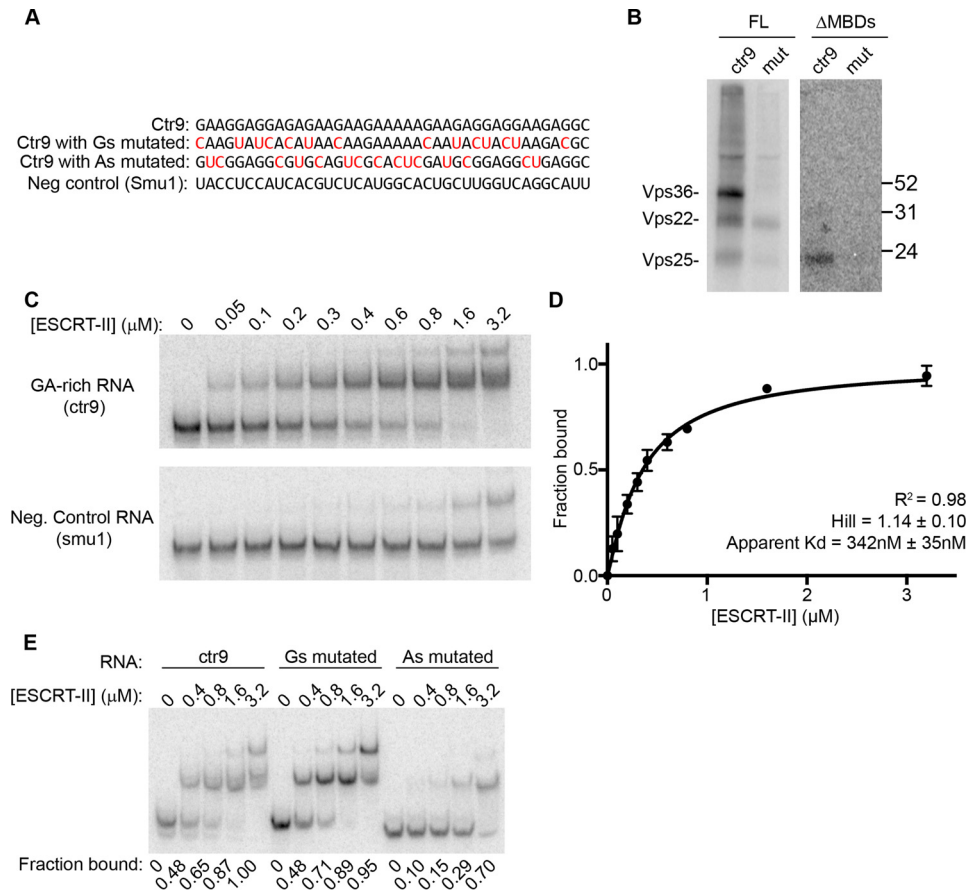 A
Ctr9: GAAGGAGGAGAGAAGAAGAAAAAGAAGAGGAGGAAGAGGC
Ctr9 with Gs mutated: CAAGUAUCACAUAACAAGAAAAACAAUACUACUAAGACGC
Ctr9 with As mutated: GUCGGAGGCGUGCAGUCGCACUCGAUGCGGAGGCUGAGGC
Neg control (Smu1): UACCUCCAUCACGUCUCAUGGCACUGCUUGGUCAGGCAUU
B
FL ΔMBDs
ctr9 mut ctr9 mut
Vps36-
Vps22-
Vps25-
52
31
24
C
[ESCRT-II] (μM): 0 0.05 0.1 0.2 0.3 0.4 0.6 0.8 1.6 3.2
GA-rich RNA
(ctr9)
Neg. Control RNA
(smu1)
D
Fraction bound
1.0
0.5
0.0
0 1 2 3
[ESCRT-II] (μM)
R² = 0.98
Hill = 1.14 ± 0.10
Apparent Kd = 342nM ± 35nM
E
RNA: ctr9 Gs mutated As mutated
[ESCRT-II] (μM): 0 0.4 0.8 1.6 3.2 0 0.4 0.8 1.6 3.2 0 0.4 0.8 1.6 3.2
Fraction bound: 0 0.48 0.65 0.87 1.00 0 0.48 0.71 0.89 0.95 0 0.10 0.15 0.29 0.70